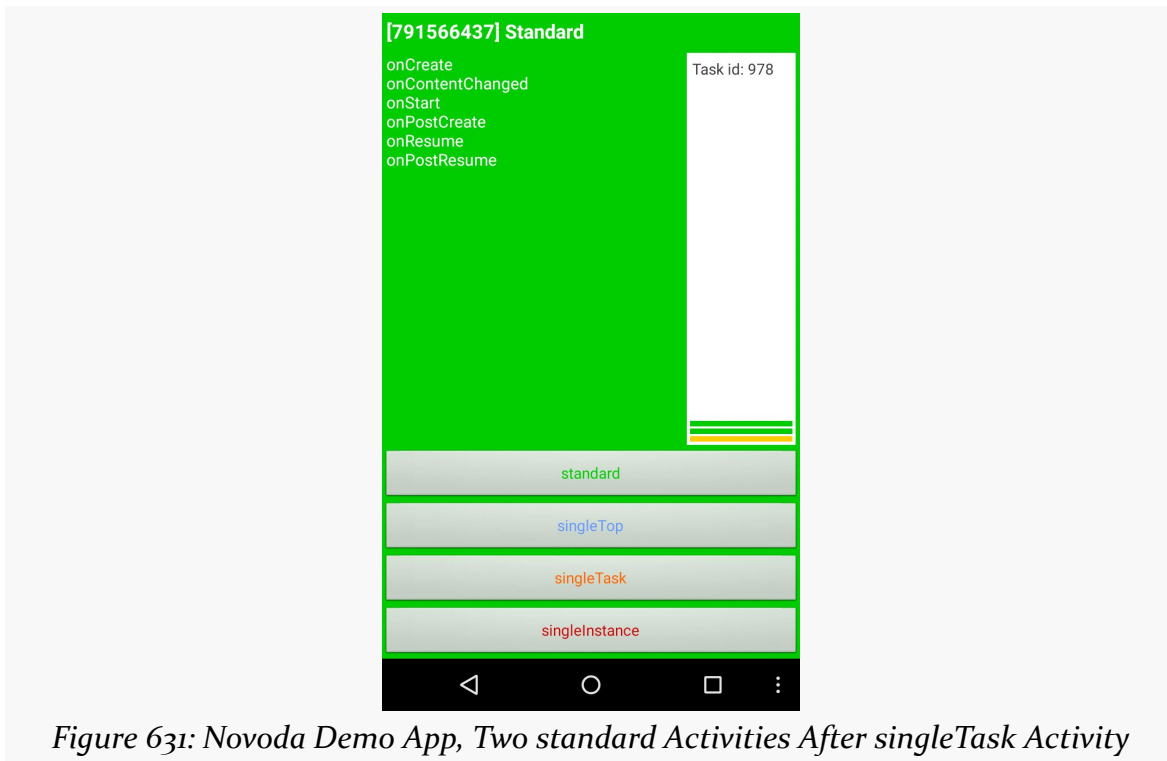 [791566437] Standard
onCreate
onContentChanged
onStart
onPostCreate
onResume
onPostResume
Task id: 978
standard
singleTop
singleTask
singleInstance
Figure 631: Novoda Demo App, Two standard Activities After singleTask Activity